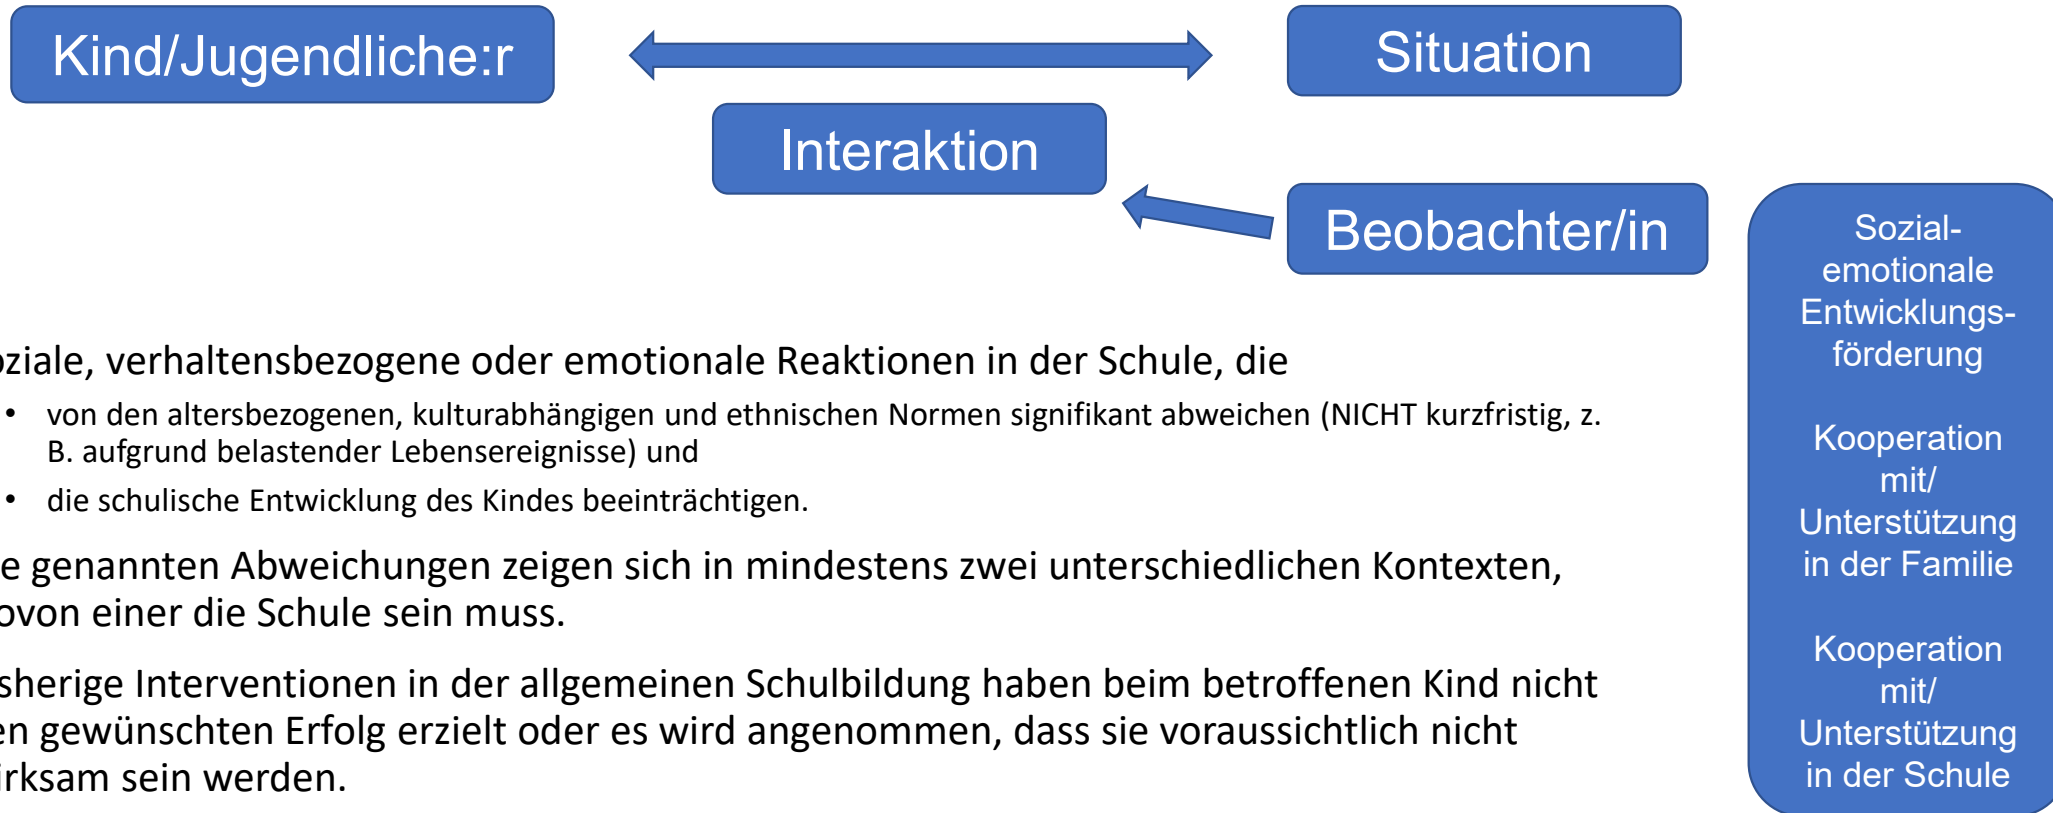 Kind/Jugendliche:r
Situation
Interaktion
Beobachter/in
oziale, verhaltensbezogene oder emotionale Reaktionen in der Schule, die
• von den altersbezogenen, kulturabhängigen und ethnischen Normen signifikant abweichen (NICHT kurzfristig, z.
B. aufgrund belastender Lebensereignisse) und
• die schulische Entwicklung des Kindes beeinträchtigen.
e genannten Abweichungen zeigen sich in mindestens zwei unterschiedlichen Kontexten,
ovon einer die Schule sein muss.
sherige Interventionen in der allgemeinen Schulbildung haben beim betroffenen Kind nicht
en gewünschten Erfolg erzielt oder es wird angenommen, dass sie voraussichtlich nicht
irksam sein werden.
Sozial-
emotionale
Entwicklungs-
förderung
Kooperation
mit/
Unterstützung
in der Familie
Kooperation
mit/
Unterstützung
in der Schule